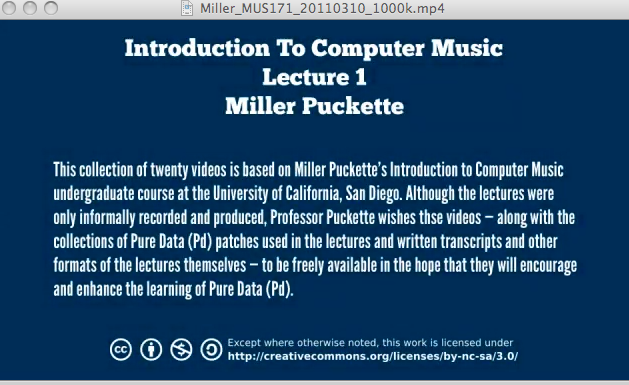 Miller_MUS171_20110310_1000k.mp4
Introduction To Computer Music
Lecture 1
Miller Puckette
This collection of twenty videos is based on Miller Puckette's Introduction to Computer Music
undergraduate course at the University of California, San Diego. Although the lectures were
only informally recorded and produced, Professor Puckette wishes thse videos — along with the
collections of Pure Data (Pd) patches used in the lectures and written transcripts and other
formats of the lectures themselves — to be freely available in the hope that they will encourage
and enhance the learning of Pure Data (Pd).
cc
Except where otherwise noted, this work is licensed under
http://creativecommons.org/licenses/by-nc-sa/3.0/